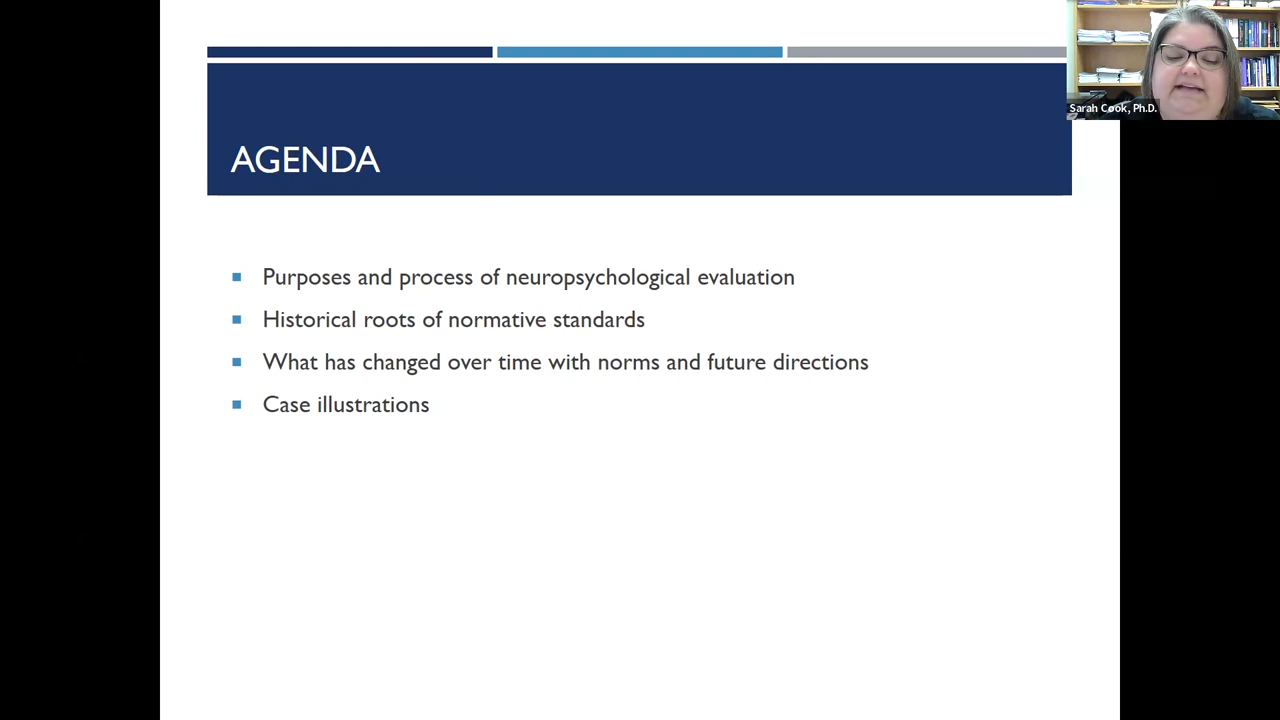 Sarah Cook, Ph.D.
AGENDA
Purposes and process of neuropsychological evaluation
Historical roots of normative standards
What has changed over time with norms and future directions
Case illustrations